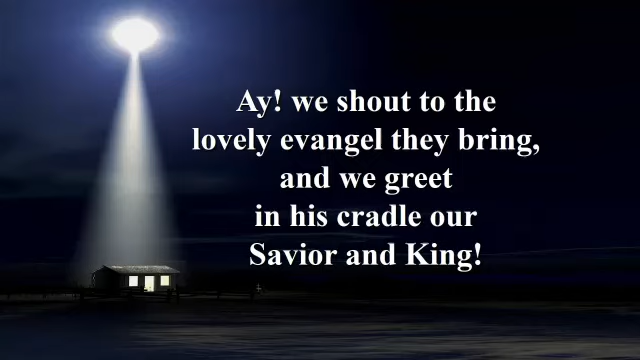 Ay! we shout to the
lovely evangel they bring,
and we greet
in his cradle our
Savior and King!